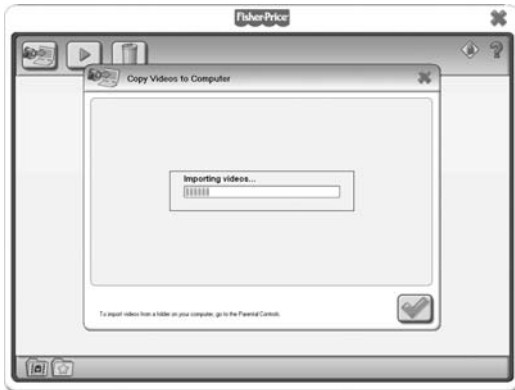 Fisher-Price
Copy Videos to Computer
Importing videos...
To import videos from a folder on your computer, go to the Parental Controls.